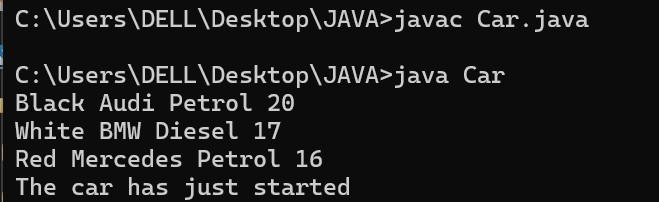 C:\Users\DELL\Desktop\JAVA>javac Car.java
C:\Users\DELL\Desktop\JAVA>java Car
Black Audi Petrol 20
White BMW Diesel 17
Red Mercedes Petrol 16
The car has just started